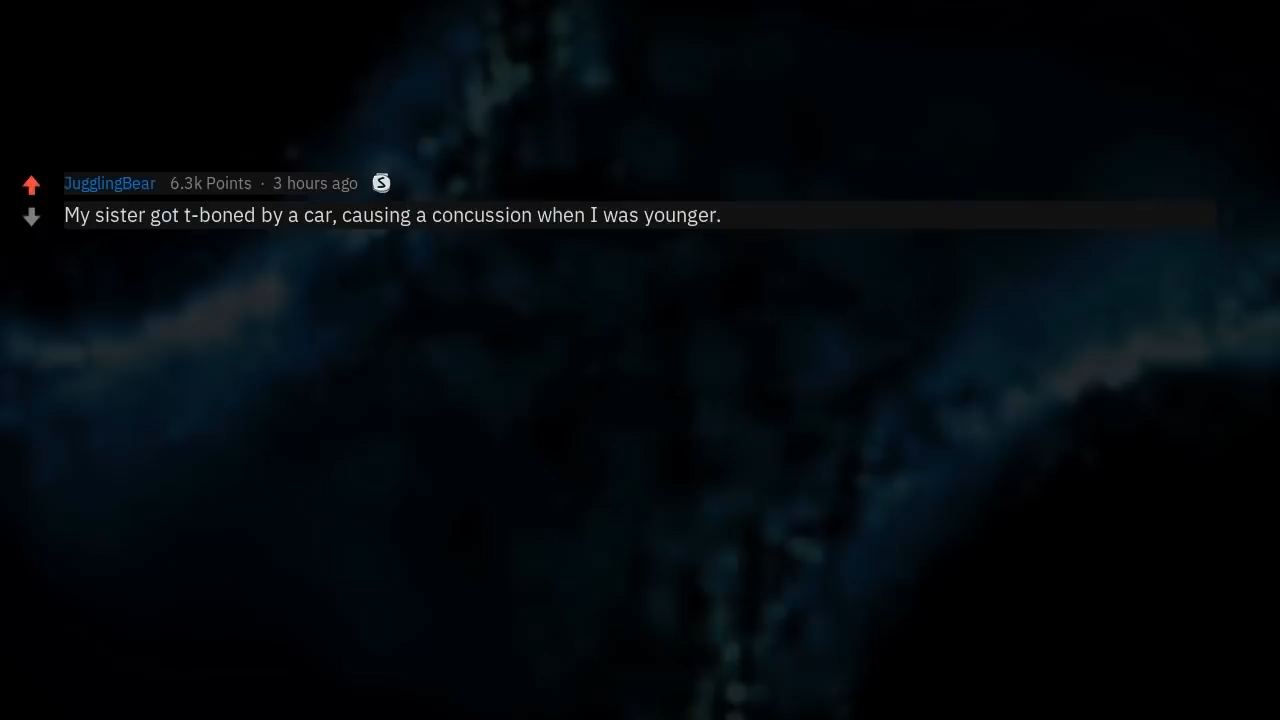 JugglingBear 6.3k Points · 3 hours ago S
My sister got t-boned by a car, causing a concussion when I was younger.